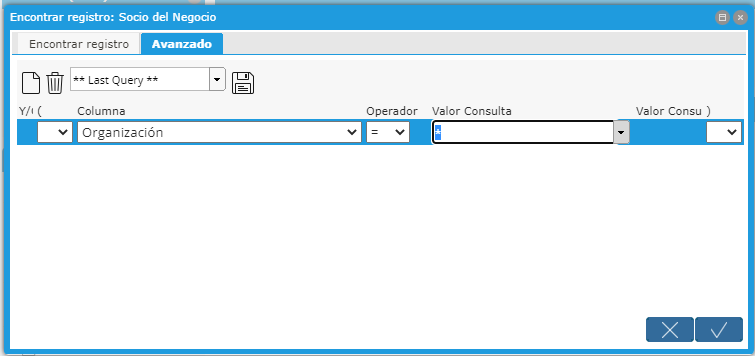 Encontrar registro: Socio del Negocio
Encontrar registro Avanzado
** Last Query **
Y/ ( Columna Operador Valor Consulta Valor Consu )
Organización = *